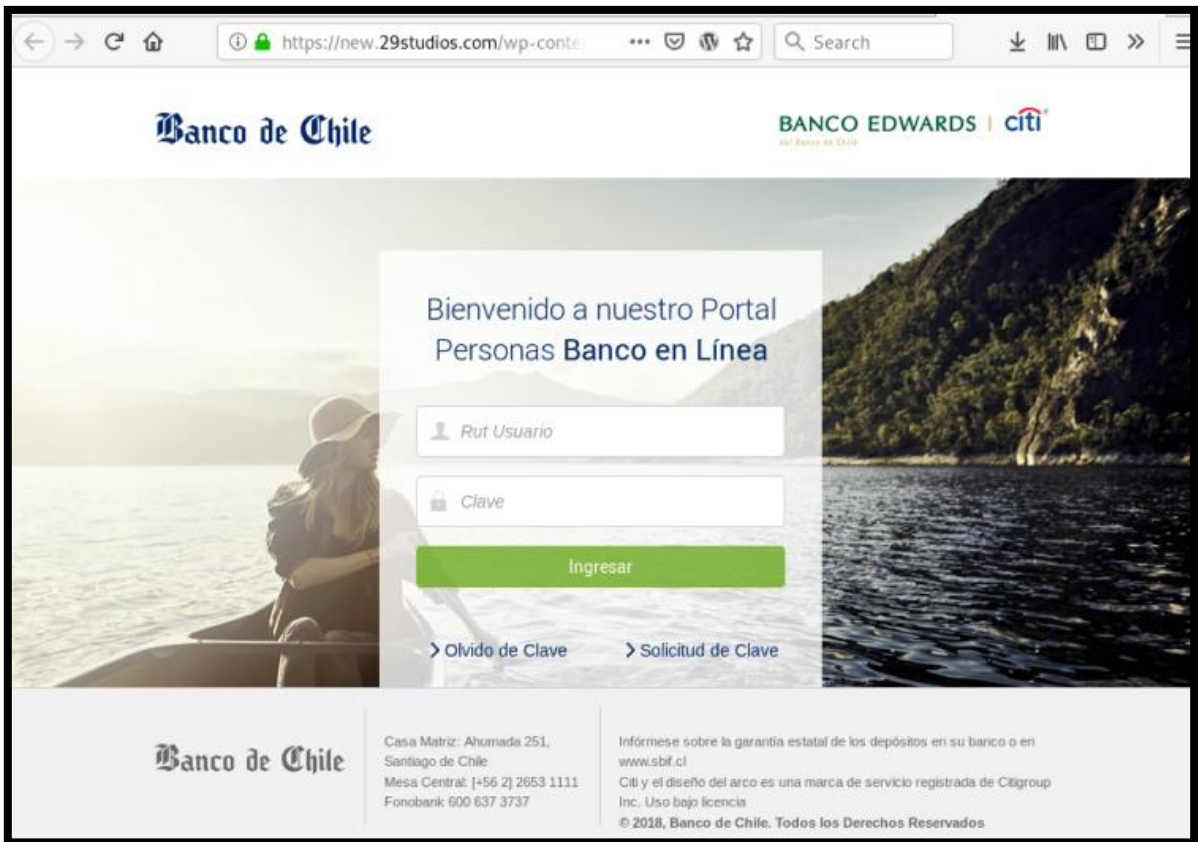 https://new.29studios.com/wp-conte
Search
Banco de Chile
BANCO EDWARDS | citi
del Banco de Chile
Bienvenido a nuestro Portal
Personas Banco en Línea
Rut Usuario
Clave
Ingresar
Olvido de Clave
Solicitud de Clave
Banco de Chile
Casa Matriz: Ahumada 251,
Santiago de Chile
Mesa Central: [+56 2] 2653 1111
Fonobank 600 637 3737
Infórmese sobre la garantía estatal de los depósitos en su banco o en
www.sbif.cl
Citi y el diseño del arco es una marca de servicio registrada de Citigroup
Inc. Uso bajo licencia
© 2018, Banco de Chile. Todos los Derechos Reservados